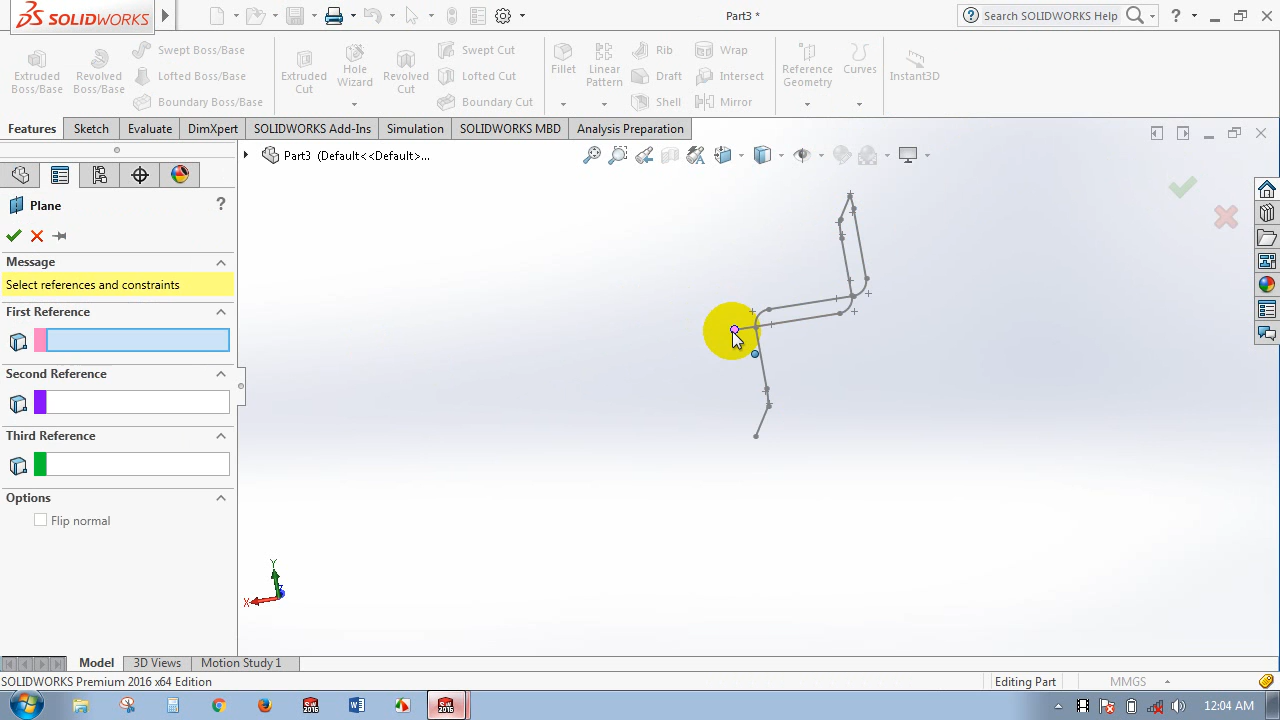 SOLIDWORKS
Part3 *
Search SOLIDWORKS Help
?
Extruded Boss/Base
Revolved Boss/Base
Swept Boss/Base
Lofted Boss/Base
Boundary Boss/Base
Extruded Cut
Hole Wizard
Revolved Cut
Swept Cut
Lofted Cut
Boundary Cut
Fillet
Linear Pattern
Rib
Draft
Shell
Wrap
Intersect
Mirror
Reference Geometry
Curves
Instant3D
Features
Sketch
Evaluate
DimXpert
SOLIDWORKS Add-Ins
Simulation
SOLIDWORKS MBD
Analysis Preparation
Part3 (Default<<Default>...
Plane
?
Message
Select references and constraints
First Reference
Second Reference
Third Reference
Options
Flip normal
Y
X
Model
3D Views
Motion Study 1
SOLIDWORKS Premium 2016 x64 Edition
Editing Part
MMGS
12:04 AM